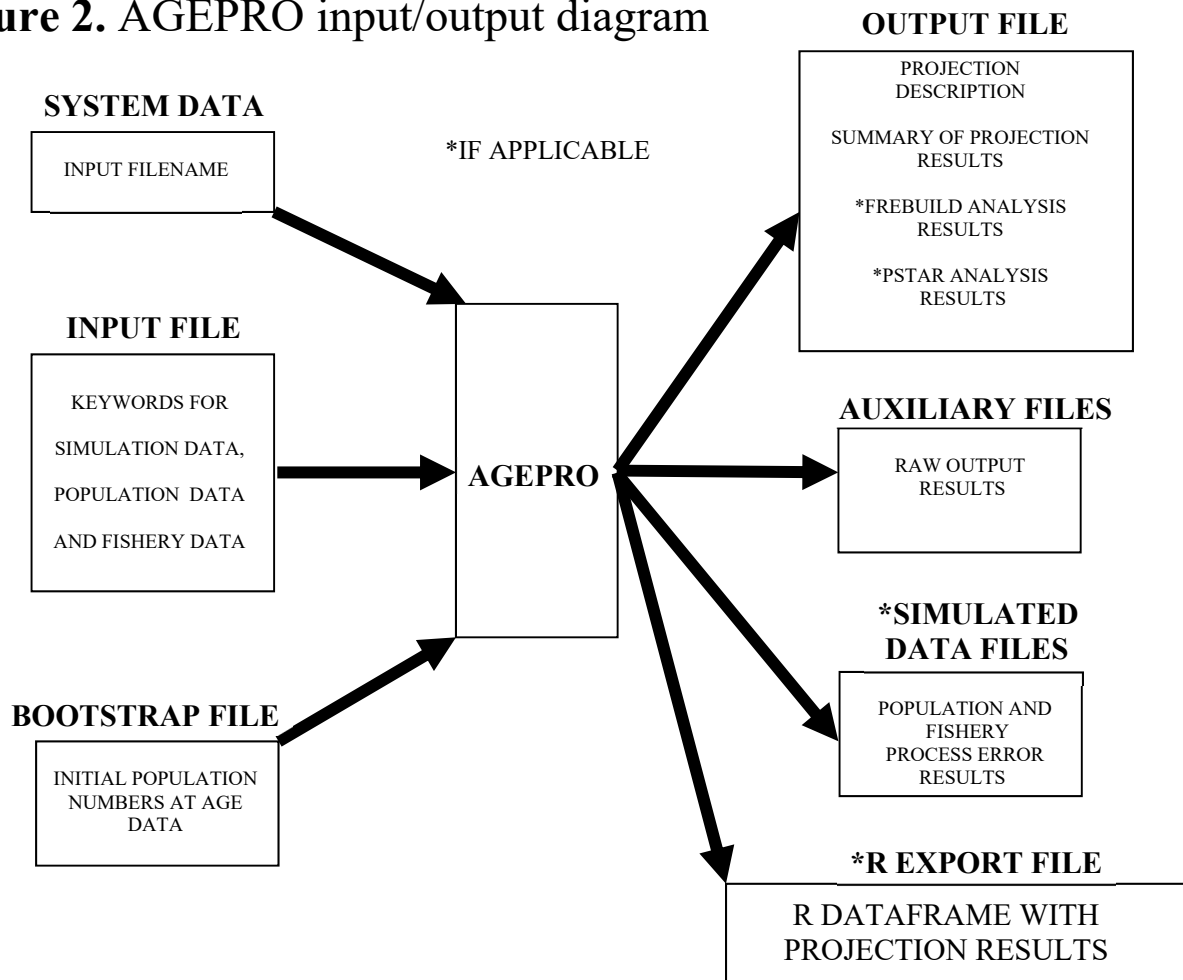 ure 2. AGEPRO input/output diagram
OUTPUT FILE
PROJECTION
DESCRIPTION
SUMMARY OF PROJECTION
RESULTS
*FREBUILD ANALYSIS
RESULTS
*PSTAR ANALYSIS
RESULTS
SYSTEM DATA
INPUT FILENAME
*IF APPLICABLE
INPUT FILE
KEYWORDS FOR
SIMULATION DATA,
POPULATION DATA
AND FISHERY DATA
AGEPRO
AUXILIARY FILES
RAW OUTPUT
RESULTS
*SIMULATED
DATA FILES
POPULATION AND
FISHERY
PROCESS ERROR
RESULTS
BOOTSTRAP FILE
INITIAL POPULATION
NUMBERS AT AGE
DATA
*R EXPORT FILE
R DATAFRAME WITH
PROJECTION RESULTS